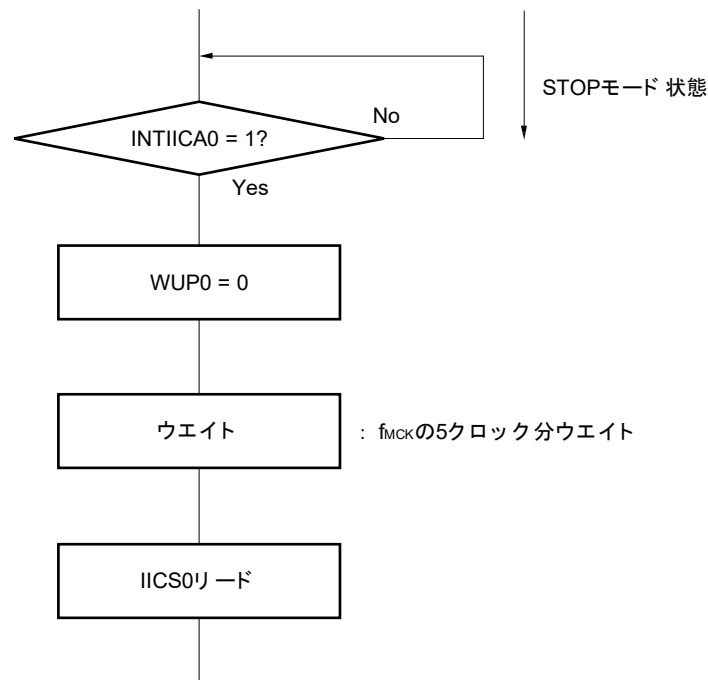 STOPモード 状態
No
INTIICA0 = 1?
Yes
WUP0 = 0
ウエイト : fMCKの5クロック分ウエイト
IICS0リード